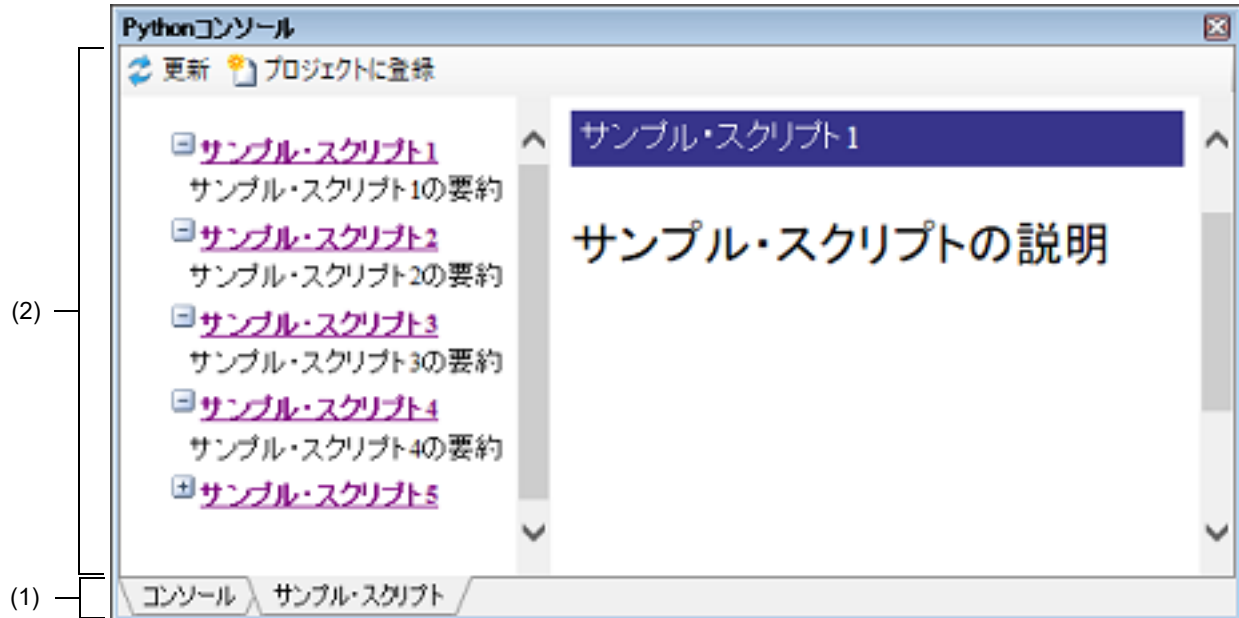 Pythonコンソール
更新 プロジェクトに登録
サンプル・スクリプト1
サンプル・スクリプト1の要約
サンプル・スクリプト2
サンプル・スクリプト2の要約
サンプル・スクリプト3
サンプル・スクリプト3の要約
サンプル・スクリプト4
サンプル・スクリプト4の要約
サンプル・スクリプト5
サンプル・スクリプト1
サンプル・スクリプトの説明
(2)
(1)
コンソール サンプル・スクリプト